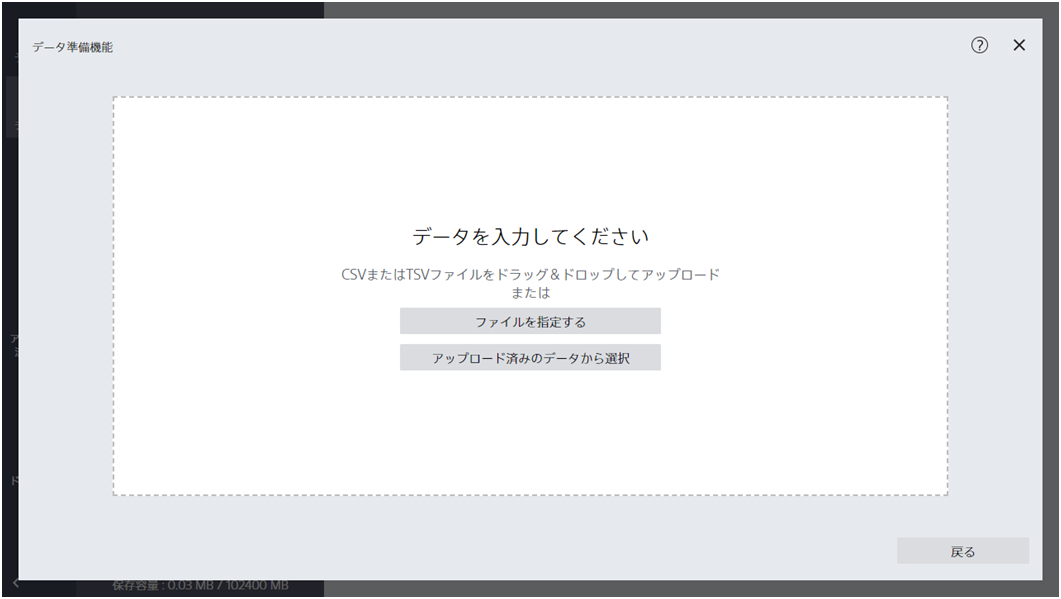 データ準備機能
データを入力してください
CSVまたはTSVファイルをドラッグ＆ドロップしてアップロード
または
ファイルを指定する
アップロード済みのデータから選択
戻る
保存容量 : 0.03 MB / 102400 MB